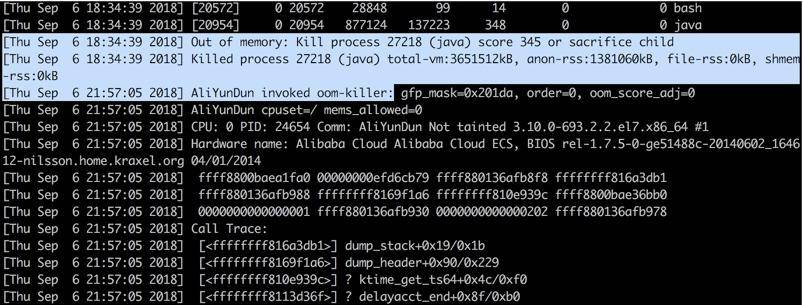 [Thu Sep  6 18:34:39 2018] [20572]     0 20572    28848       99      14        0             0 bash
[Thu Sep  6 18:34:39 2018] [20954]     0 20954   877124   137223     348        0             0 java
[Thu Sep  6 18:34:39 2018] Out of memory: Kill process 27218 (java) score 345 or sacrifice child
[Thu Sep  6 18:34:39 2018] Killed process 27218 (java) total-vm:3651512kB, anon-rss:1381060kB, file-rss:0kB, shmem
-rss:0kB
[Thu Sep  6 21:57:05 2018] AliYunDun invoked oom-killer: gfp_mask=0x201da, order=0, oom_score_adj=0
[Thu Sep  6 21:57:05 2018] AliYunDun cpuset=/ mems_allowed=0
[Thu Sep  6 21:57:05 2018] CPU: 0 PID: 24654 Comm: AliYunDun Not tainted 3.10.0-693.2.2.el7.x86_64 #1
[Thu Sep  6 21:57:05 2018] Hardware name: Alibaba Cloud Alibaba Cloud ECS, BIOS rel-1.7.5-0-ge51488c-20140602_1646
12-nilsson.home.kraxel.org 04/01/2014
[Thu Sep  6 21:57:05 2018]  ffff8800baea1fa0 00000000efd6cb79 ffff880136afb8f8 ffffffff816a3db1
[Thu Sep  6 21:57:05 2018]  ffff880136afb988 ffffffff8169f1a6 ffffffff810e939c ffff8800bae36bb0
[Thu Sep  6 21:57:05 2018]  0000000000000001 ffff880136afb930 0000000000000202 ffff880136afb978
[Thu Sep  6 21:57:05 2018] Call Trace:
[Thu Sep  6 21:57:05 2018]  [<ffffffff816a3db1>] dump_stack+0x19/0x1b
[Thu Sep  6 21:57:05 2018]  [<ffffffff8169f1a6>] dump_header+0x90/0x229
[Thu Sep  6 21:57:05 2018]  [<ffffffff810e939c>] ? ktime_get_ts64+0x4c/0xf0
[Thu Sep  6 21:57:05 2018]  [<ffffffff8113d36f>] ? delayacct_end+0x8f/0xb0